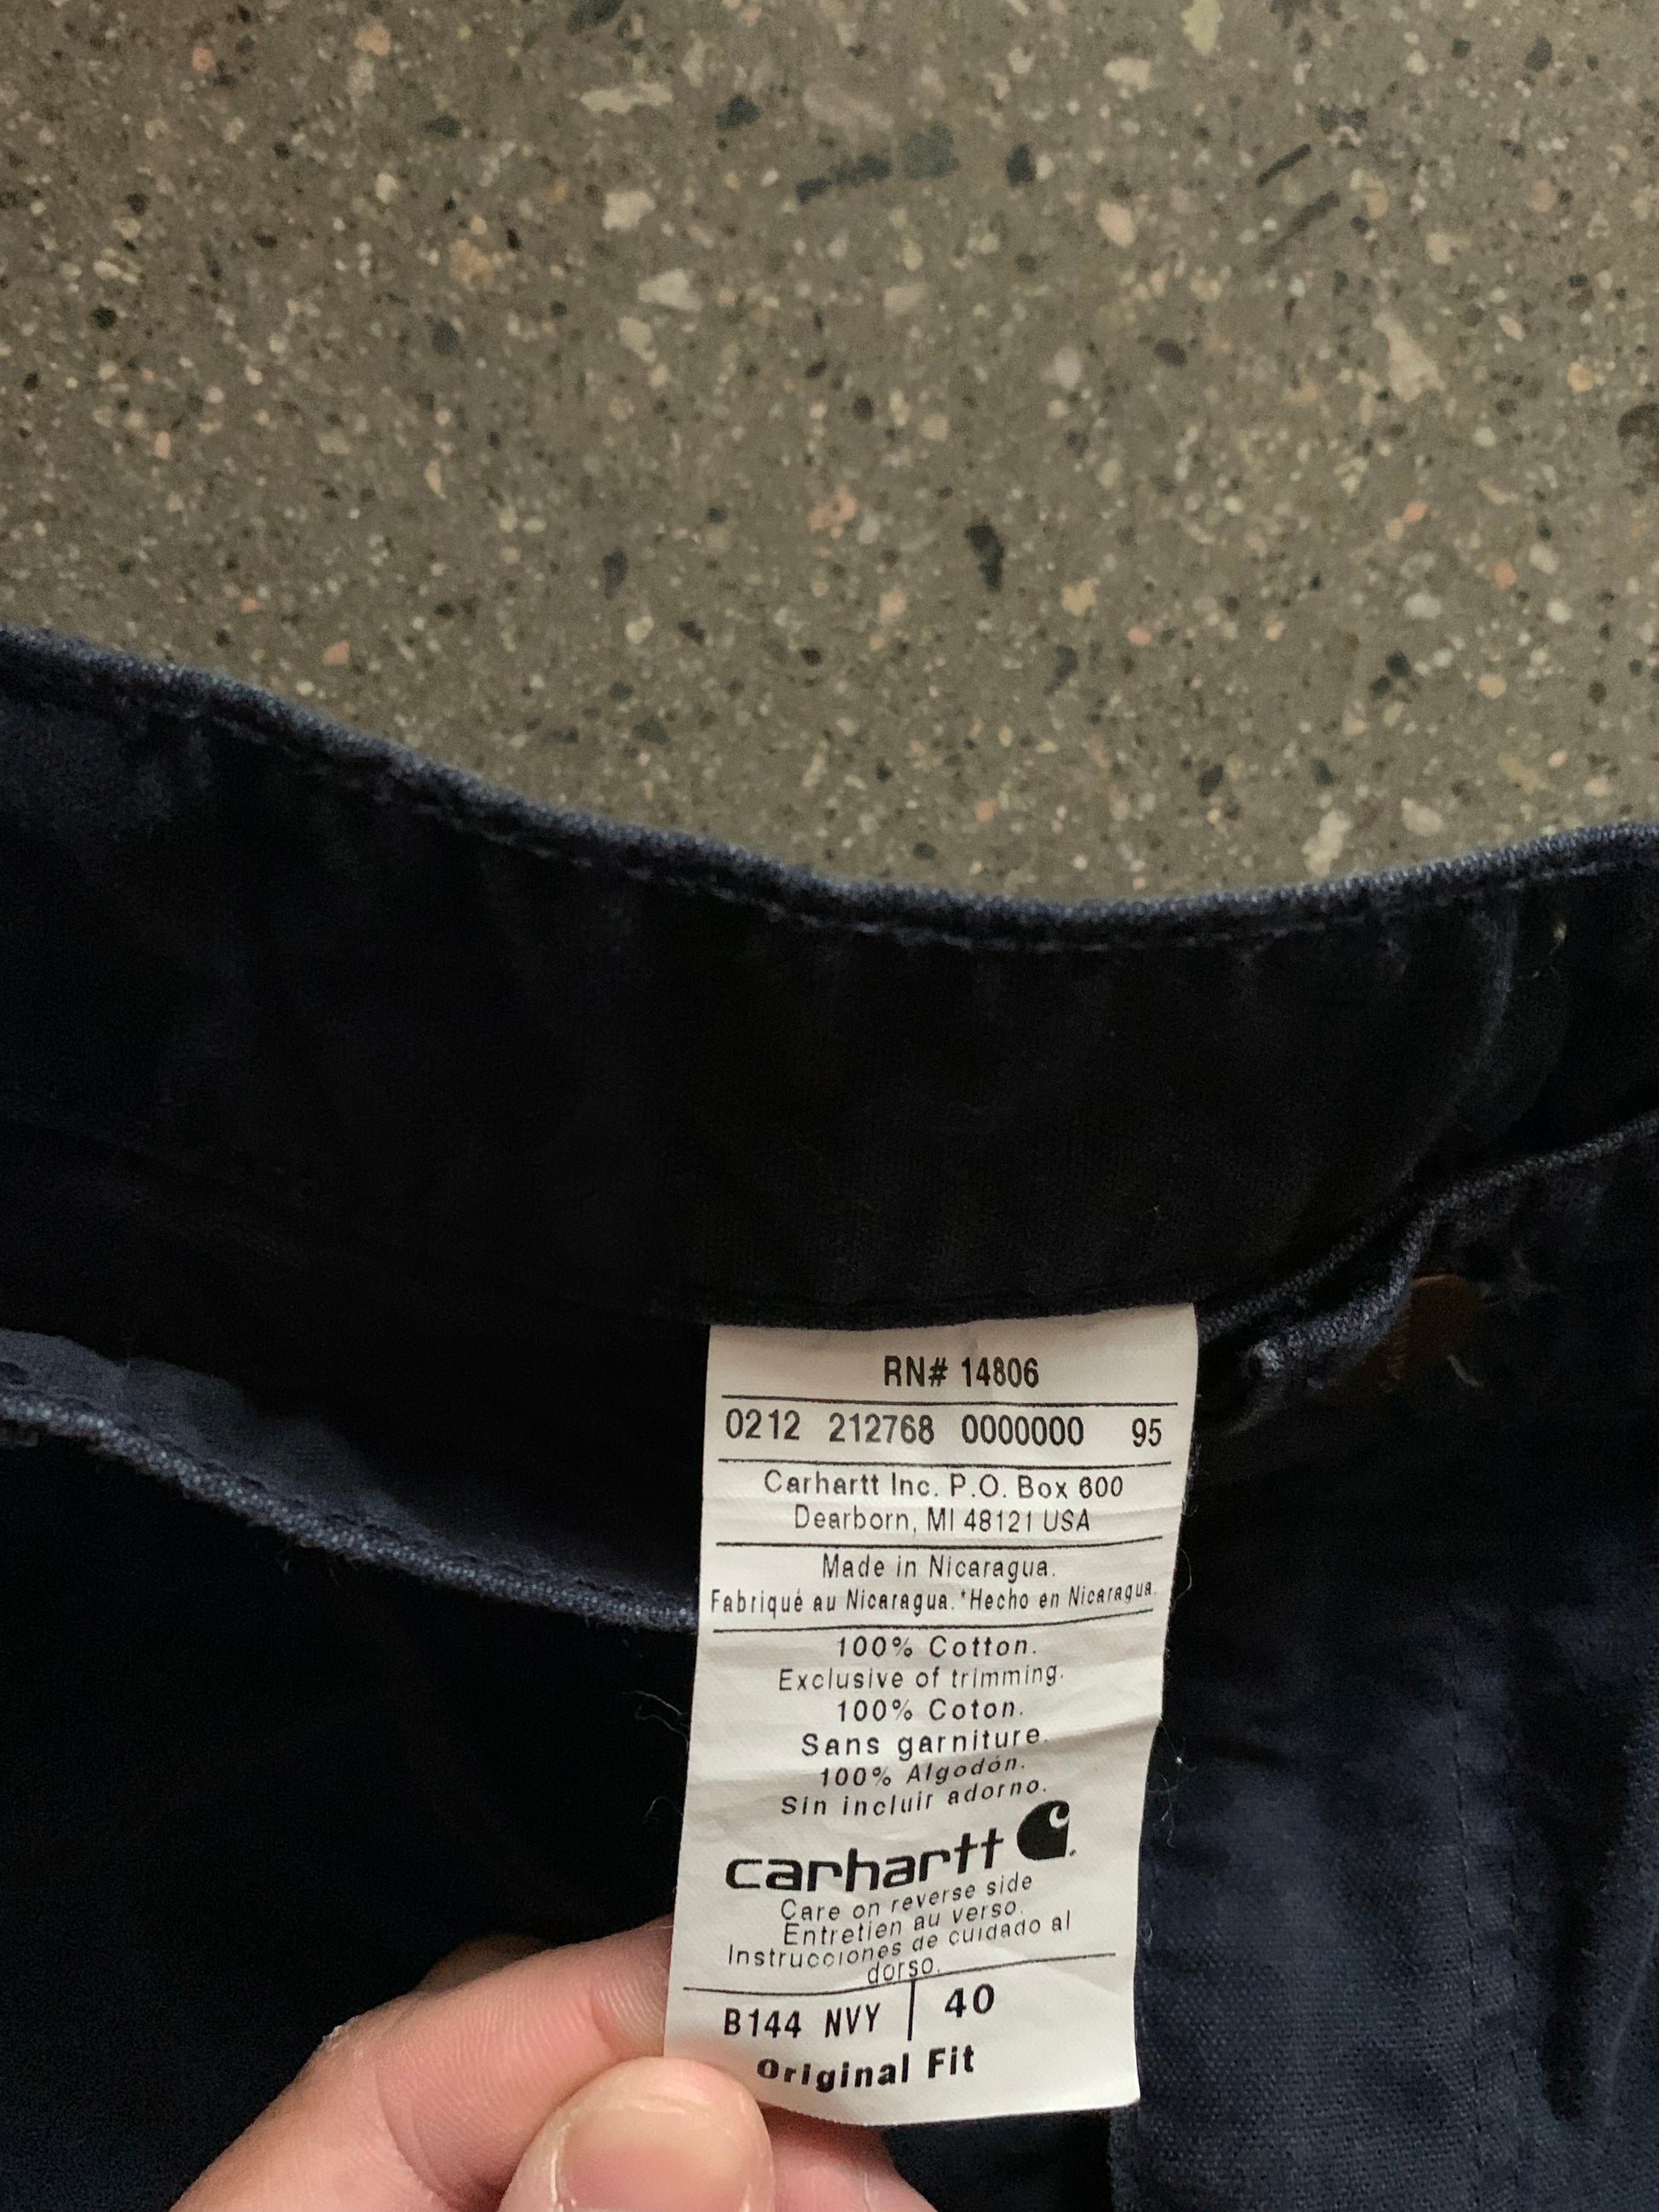 RN# 14806
0212 212768 0000000 95
Carhartt Inc. P.O. Box 600
Dearborn, MI 48121 USA
Made in Nicaragua.
Fabriqué au Nicaragua.*Hecho en Nicaragua.
100% Cotton.
Exclusive of trimming.
100% Coton.
Sans garniture.
100% Algodón.
Sin incluir adorno.
carhartt
Care on reverse side
Entretien au verso.
Instrucciones de cuidado al
dorso.
B144 NVY | 40
Original Fit